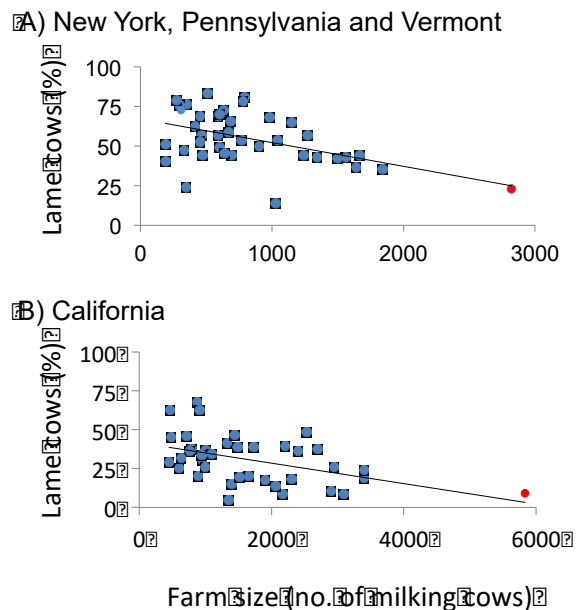 A) New York, Pennsylvania and Vermont
Lame cows (%)
100
75
50
25
0
0 1000 2000 3000
B) California
Lame cows (%)
100
75
50
25
0
0 2000 4000 6000
Farm size (no. of milking cows)